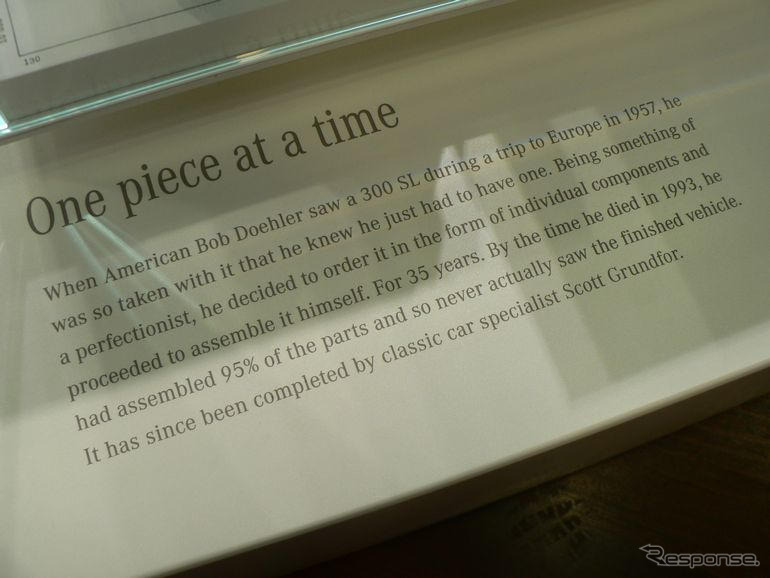 130
One piece at a time
When American Bob Doehler saw a 300 SL during a trip to Europe in 1957, he
was so taken with it that he knew he just had to have one. Being something of
a perfectionist, he decided to order it in the form of individual components and
proceeded to assemble it himself. For 35 years. By the time he died in 1993, he
had assembled 95% of the parts and so never actually saw the finished vehicle.
It has since been completed by classic car specialist Scott Grundfor.
Response.